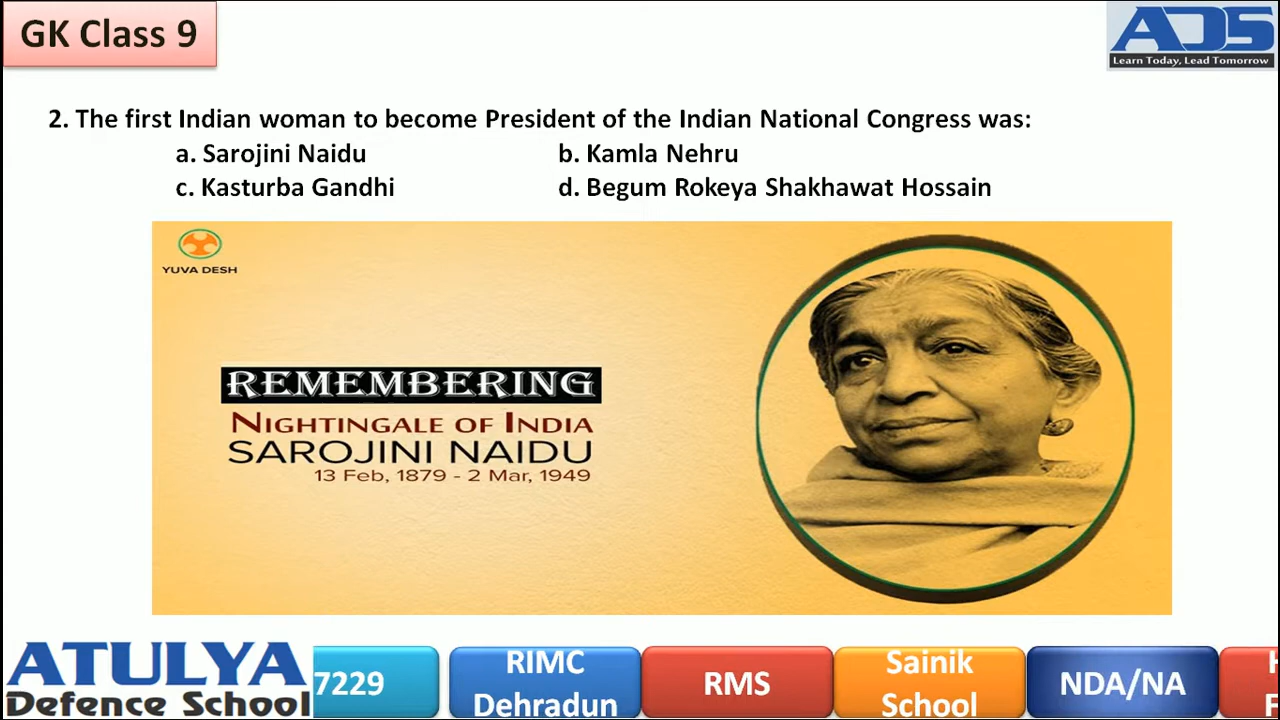 GK Class 9
ADS
Learn Today, Lead Tomorrow
2. The first Indian woman to become President of the Indian National Congress was:
a. Sarojini Naidu b. Kamla Nehru
c. Kasturba Gandhi d. Begum Rokeya Shakhawat Hossain
YUVA DESH
REMEMBERING
NIGHTINGALE OF INDIA
SAROJINI NAIDU
13 Feb, 1879 - 2 Mar, 1949
ATULYA
Defence School
7229
RIMC
Dehradun
RMS
Sainik
School
NDA/NA